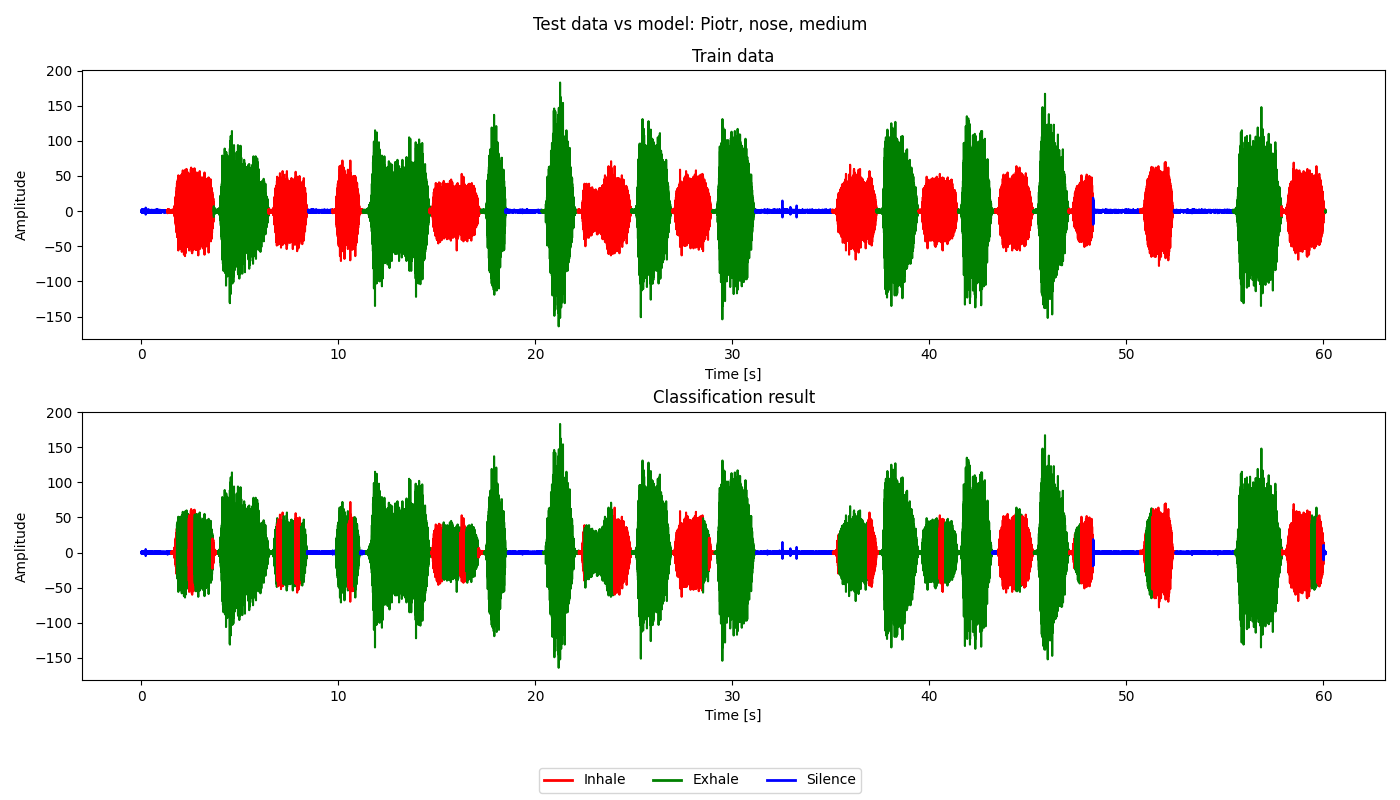 Test data vs model: Piotr, nose, medium
Train data
Amplitude
200
150
100
50
0
−50
−100
−150
0 10 20 30 40 50 60
Time [s]
Classification result
Amplitude
200
150
100
50
0
−50
−100
−150
0 10 20 30 40 50 60
Time [s]
Inhale Exhale Silence